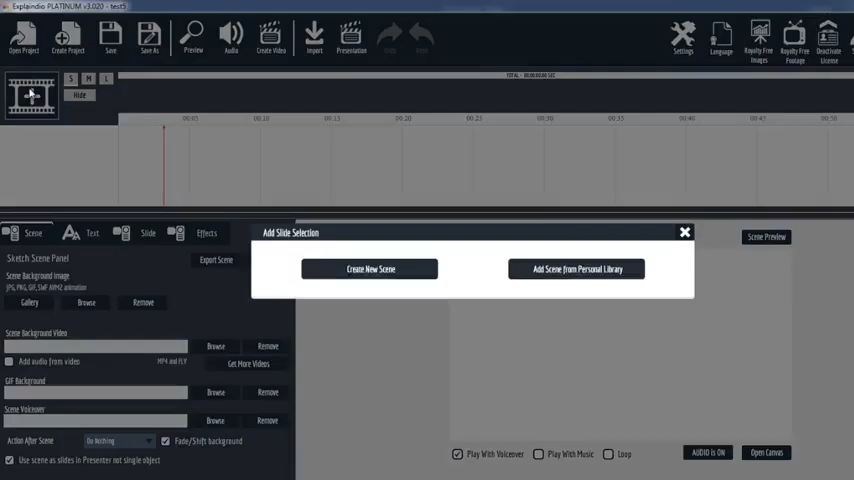 Explaindio PLATINUM v3.020 - test5
Open Project Create Project Save Save As Preview Audio Create Video Import Presentation Settings Language Royalty Free Images Royalty Free Footage Deactivate License
S M L
Hide
TOTAL - 00:00:00:00 SEC
00:05 00:10 00:15 00:20 00:25 00:30 00:35 00:40 00:45 00:50
Scene Text Slide Effects
Add Slide Selection
Create New Scene Add Scene from Personal Library
Scene Preview
Sketch Scene Panel Export Scene
Scene Background Image
JPG, PNG, GIF, SWF AVM2 animation
Gallery Browse Remove
Scene Background Video
Browse Remove
Add audio from video MP4 and FLV Get More Videos
GIF Background
Browse Remove
Scene Voiceover
Browse Remove
Action After Scene Do Nothing Fade/Shift background
Use scene as slides in Presenter not single object
Play With Voiceover Play With Music Loop AUDIO is ON Open Canvas